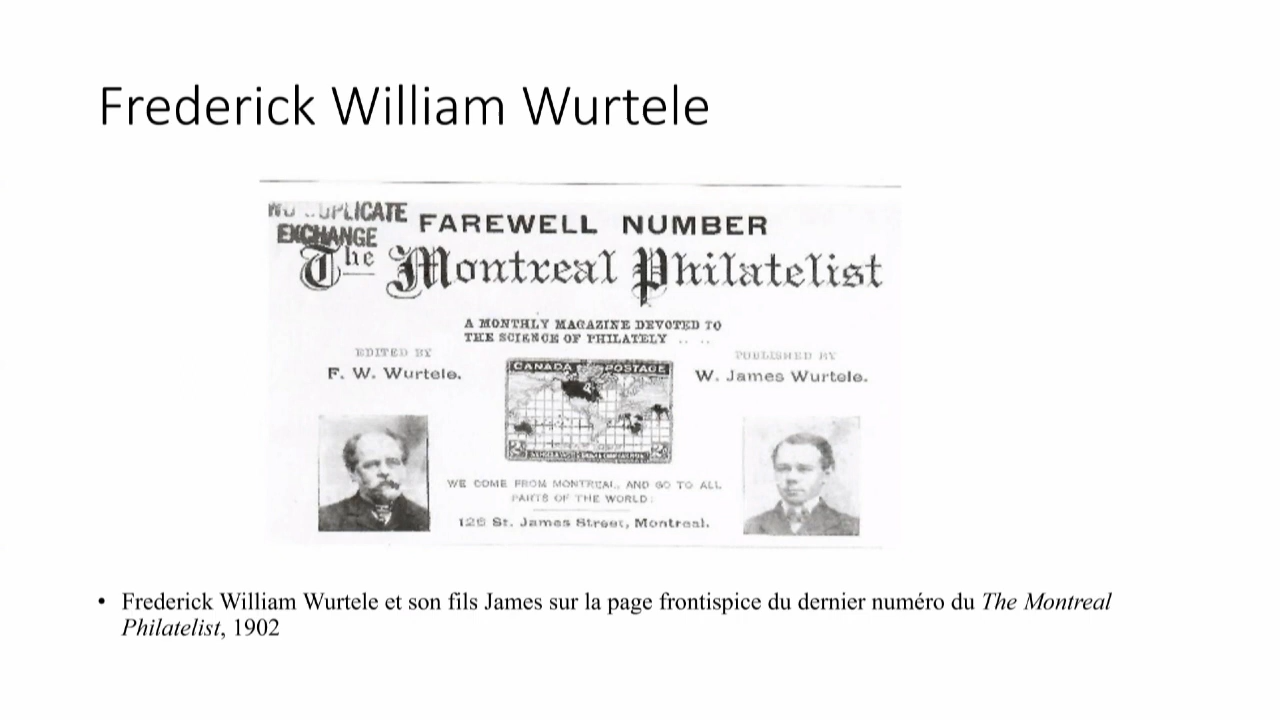 Frederick William Wurtele
EXCHANGE
FAREWELL NUMBER
The Montreal Philatelist
A MONTHLY MAGAZINE DEVOTED TO
THE SCIENCE OF PHILATELY .. ..
EDITED BY
F. W. Wurtele.
PUBLISHED BY
W. James Wurtele.
CANADA POSTAGE
WE COME FROM MONTREAL, AND GO TO ALL
PARTS OF THE WORLD:
St. James Street, Montreal.
• Frederick William Wurtele et son fils James sur la page frontispice du dernier numéro du The Montreal
Philatelist, 1902